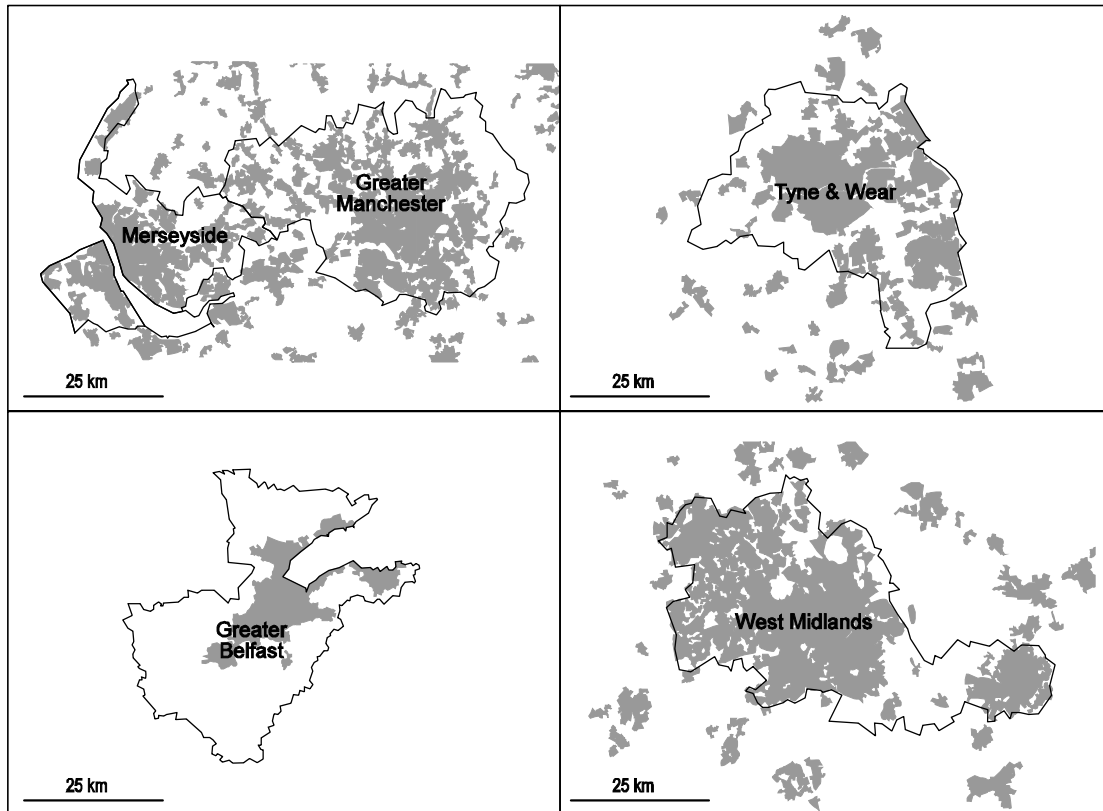 Greater
Manchester
Merseyside
25 km
Tyne & Wear
25 km
Greater
Belfast
25 km
West Midlands
25 km